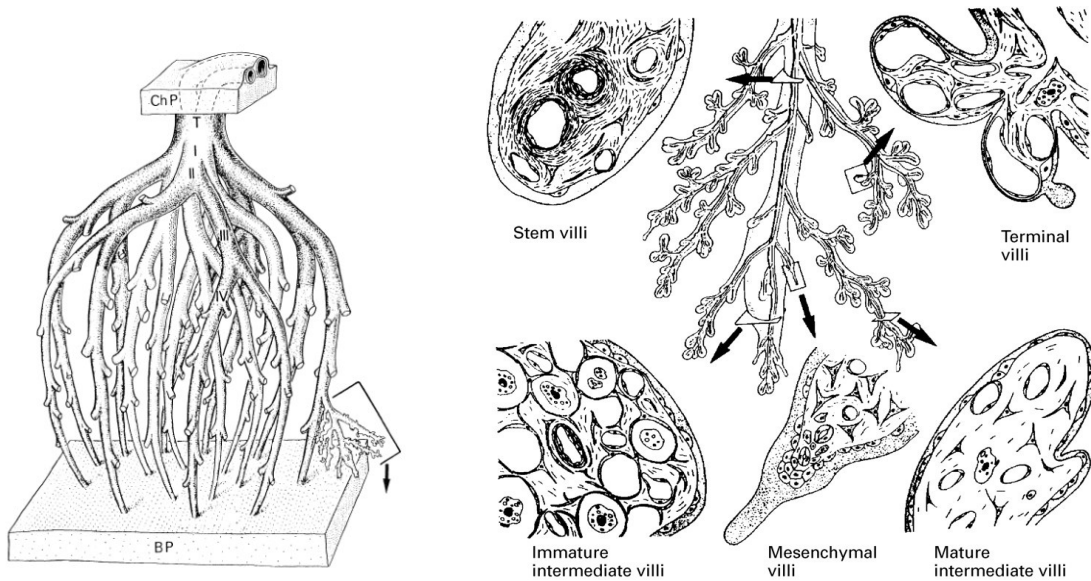 ChP
T
I
II
III
IV
BP
Stem villi
Terminal
villi
Immature
intermediate villi
Mesenchymal
villi
Mature
intermediate villi